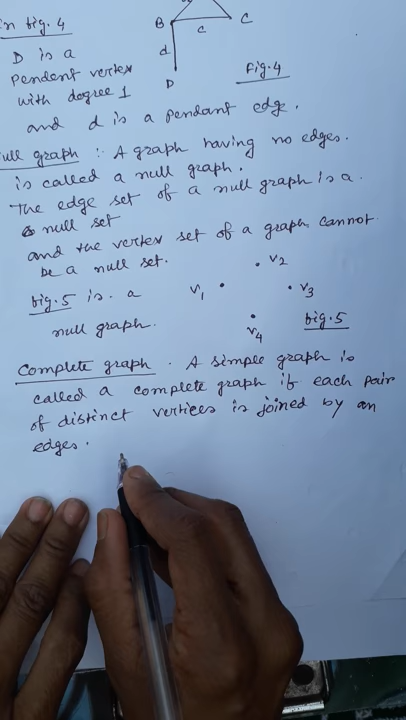 in fig. 4
B
C
c
d
D
D is a
pendent vertex
with degree 1
fig. 4
and d is a pendant edge.
Null graph :- A graph having no edges.
is called a null graph.
The edge set of a null graph is a.
null set
and the vertex set of a graph cannot
be a null set.
v2
v1
v3
fig. 5 is a
v4
fig. 5
null graph.
Complete graph. A simple graph is
called a complete graph if each pair
of distinct vertices is joined by an
edges.